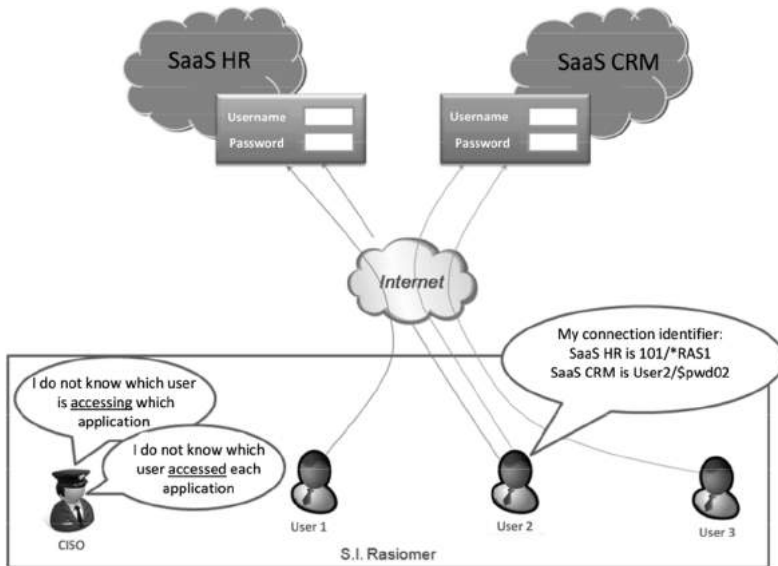 SaaS HR
SaaS CRM
Username
Password
Username
Password
Internet
My connection identifier:
SaaS HR is 101/*RAS1
SaaS CRM is User2/$pwd02
I do not know which user
is accessing which
application
I do not know which
user accessed each
application
CISO
User 1
User 2
User 3
S.I. Rasiomer